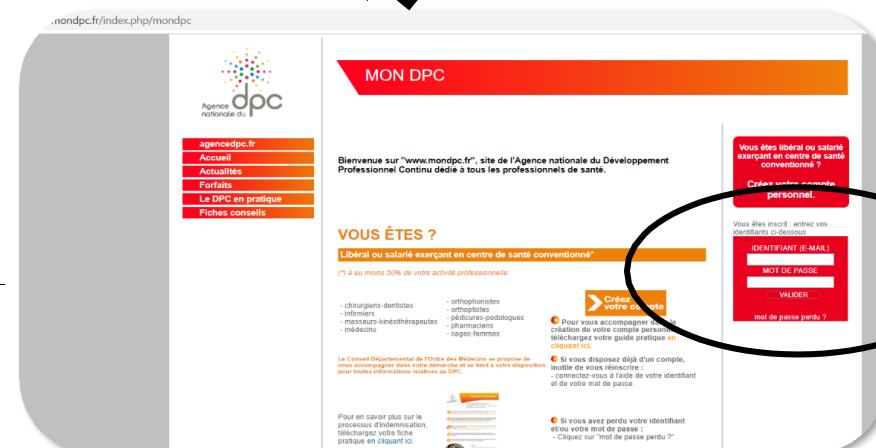 mondpc.fr/index.php/mondpc
Agence
nationale du dpc
MON DPC
agencedpc.fr
Accueil
Actualités
Forfaits
Le DPC en pratique
Fiches conseils
Bienvenue sur "www.mondpc.fr", site de l'Agence nationale du Développement
Professionnel Continu dédié à tous les professionnels de santé.
VOUS ÊTES ?
Libéral ou salarié exerçant en centre de santé conventionné*
(*) à au moins 50% de votre activité professionnelle.
- chirurgiens-dentistes
- infirmiers
- masseurs-kinésithérapeutes
- médecins
- orthophonistes
- orthoptistes
- pédicures-podologues
- pharmaciens
- sages-femmes
Le Conseil Départemental de l'Ordre des Médecins se propose de
vous accompagner dans votre démarche et se tient à votre disposition
pour toutes informations relatives au DPC.
Pour en savoir plus sur le
processus d'indemnisation,
téléchargez votre fiche
pratique en cliquant ici.
Créez
votre compte
Pour vous accompagner dans la
création de votre compte personnel
téléchargez votre guide pratique en
cliquant ici.
Si vous disposez déjà d'un compte,
inutile de vous réinscrire :
- connectez-vous à l'aide de votre identifiant
et de votre mot de passe.
Si vous avez perdu votre identifiant
et/ou votre mot de passe :
- Cliquez sur "mot de passe perdu ?"
Vous êtes libéral ou salarié
exerçant en centre de santé
conventionné ?
Créez votre compte
personnel.
Vous êtes inscrit : entrez vos
identifiants ci-dessous
IDENTIFIANT (E-MAIL)
MOT DE PASSE
VALIDER
mot de passe perdu ?